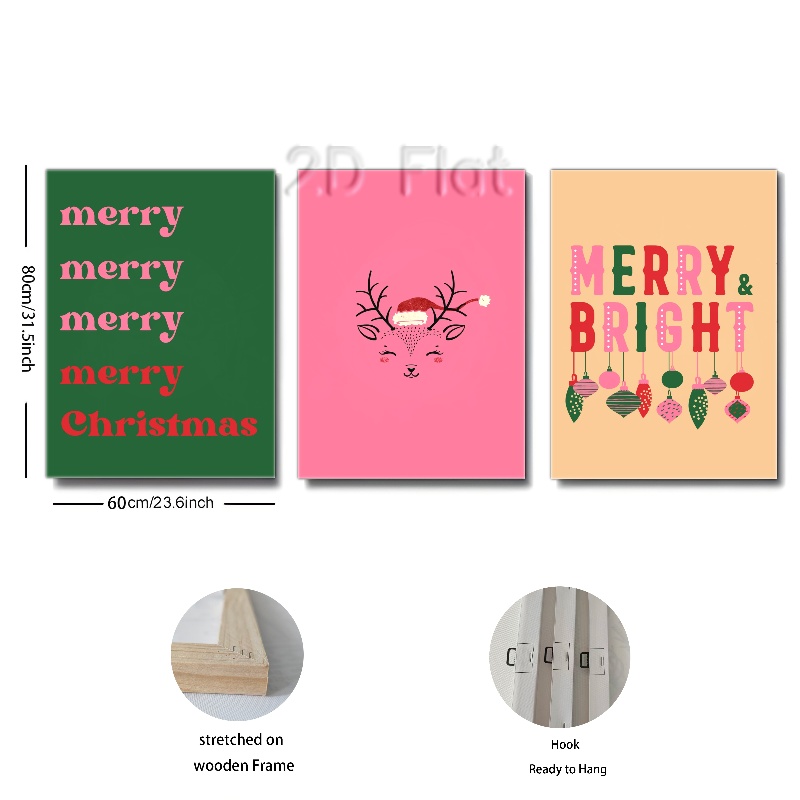 2D Flat
merry
merry
merry
merry
Christmas
MERRY &
BRIGHT
80cm/31.5inch
60cm/23.6inch
stretched on
wooden Frame
Hook
Ready to Hang